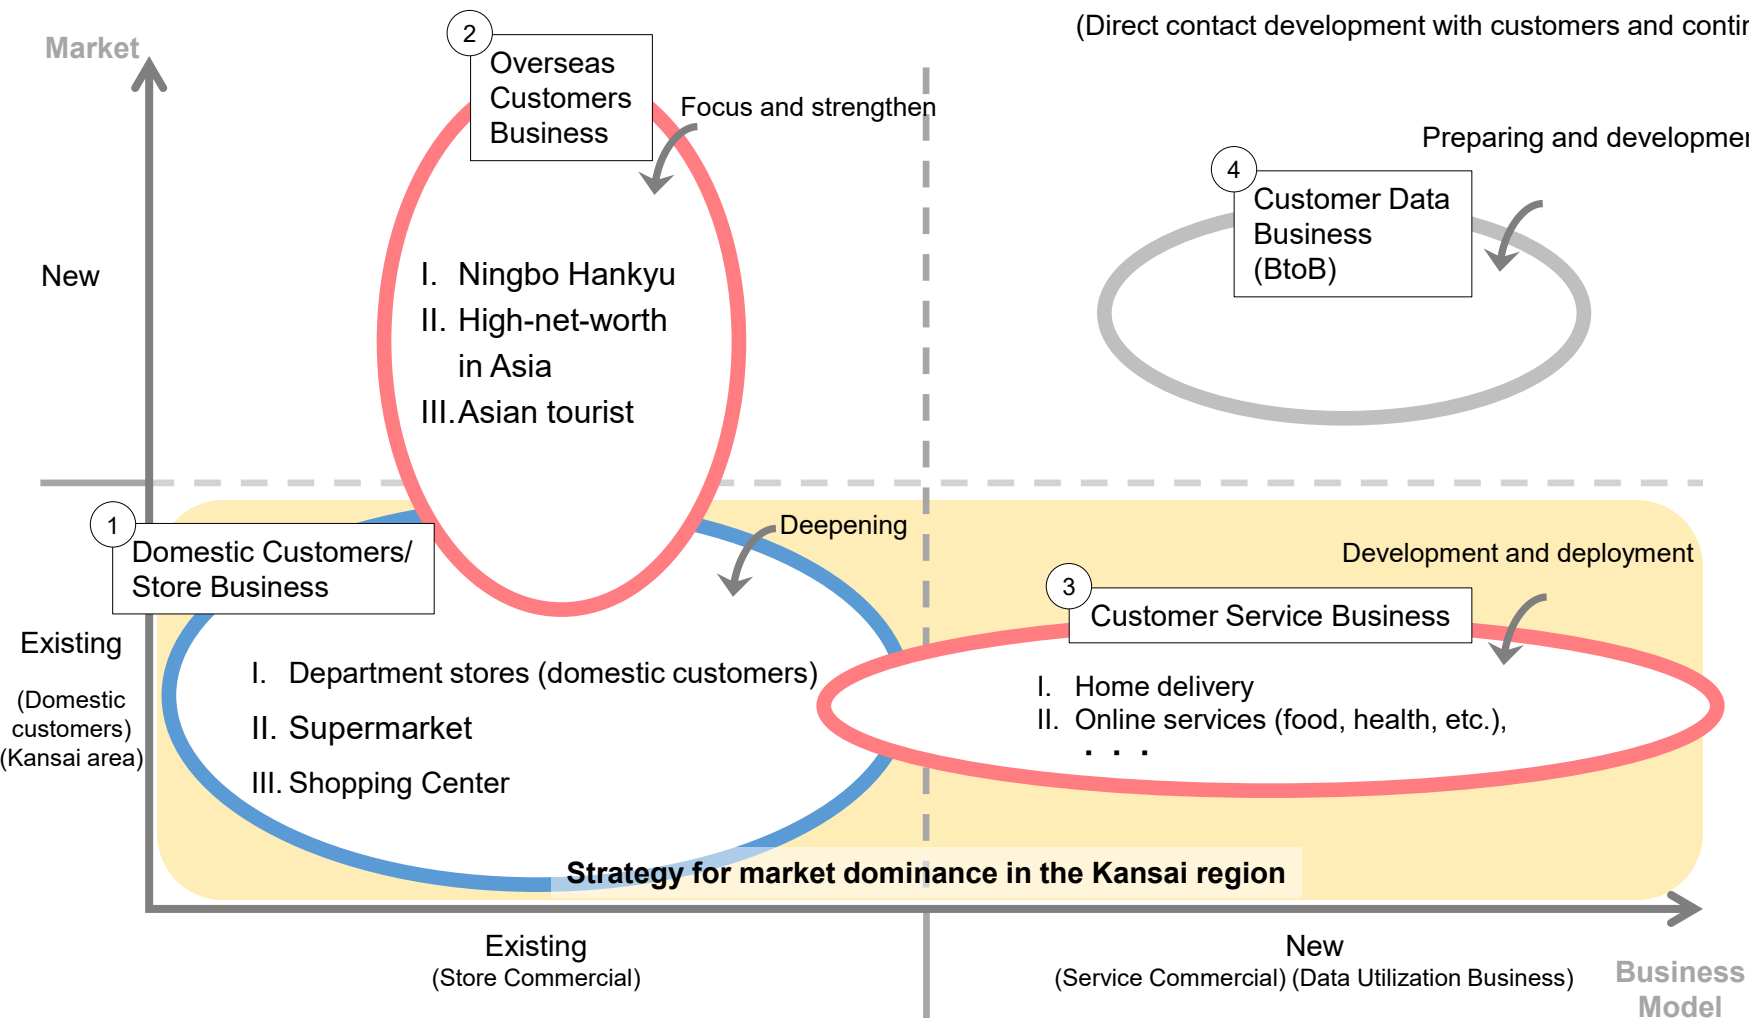 (Direct contact development with customers and contin
Market
2
Overseas
Customers
Business
Focus and strengthen
Preparing and developmen
4
Customer Data
Business
(BtoB)
New
I. Ningbo Hankyu
II. High-net-worth
in Asia
III. Asian tourist
1
Domestic Customers/
Store Business
Deepening
Development and deployment
3
Customer Service Business
Existing
(Domestic
customers)
(Kansai area)
I. Department stores (domestic customers)
II. Supermarket
III. Shopping Center
I. Home delivery
II. Online services (food, health, etc.),
・・・
Strategy for market dominance in the Kansai region
Existing
(Store Commercial)
New
(Service Commercial) (Data Utilization Business)
Business
Model